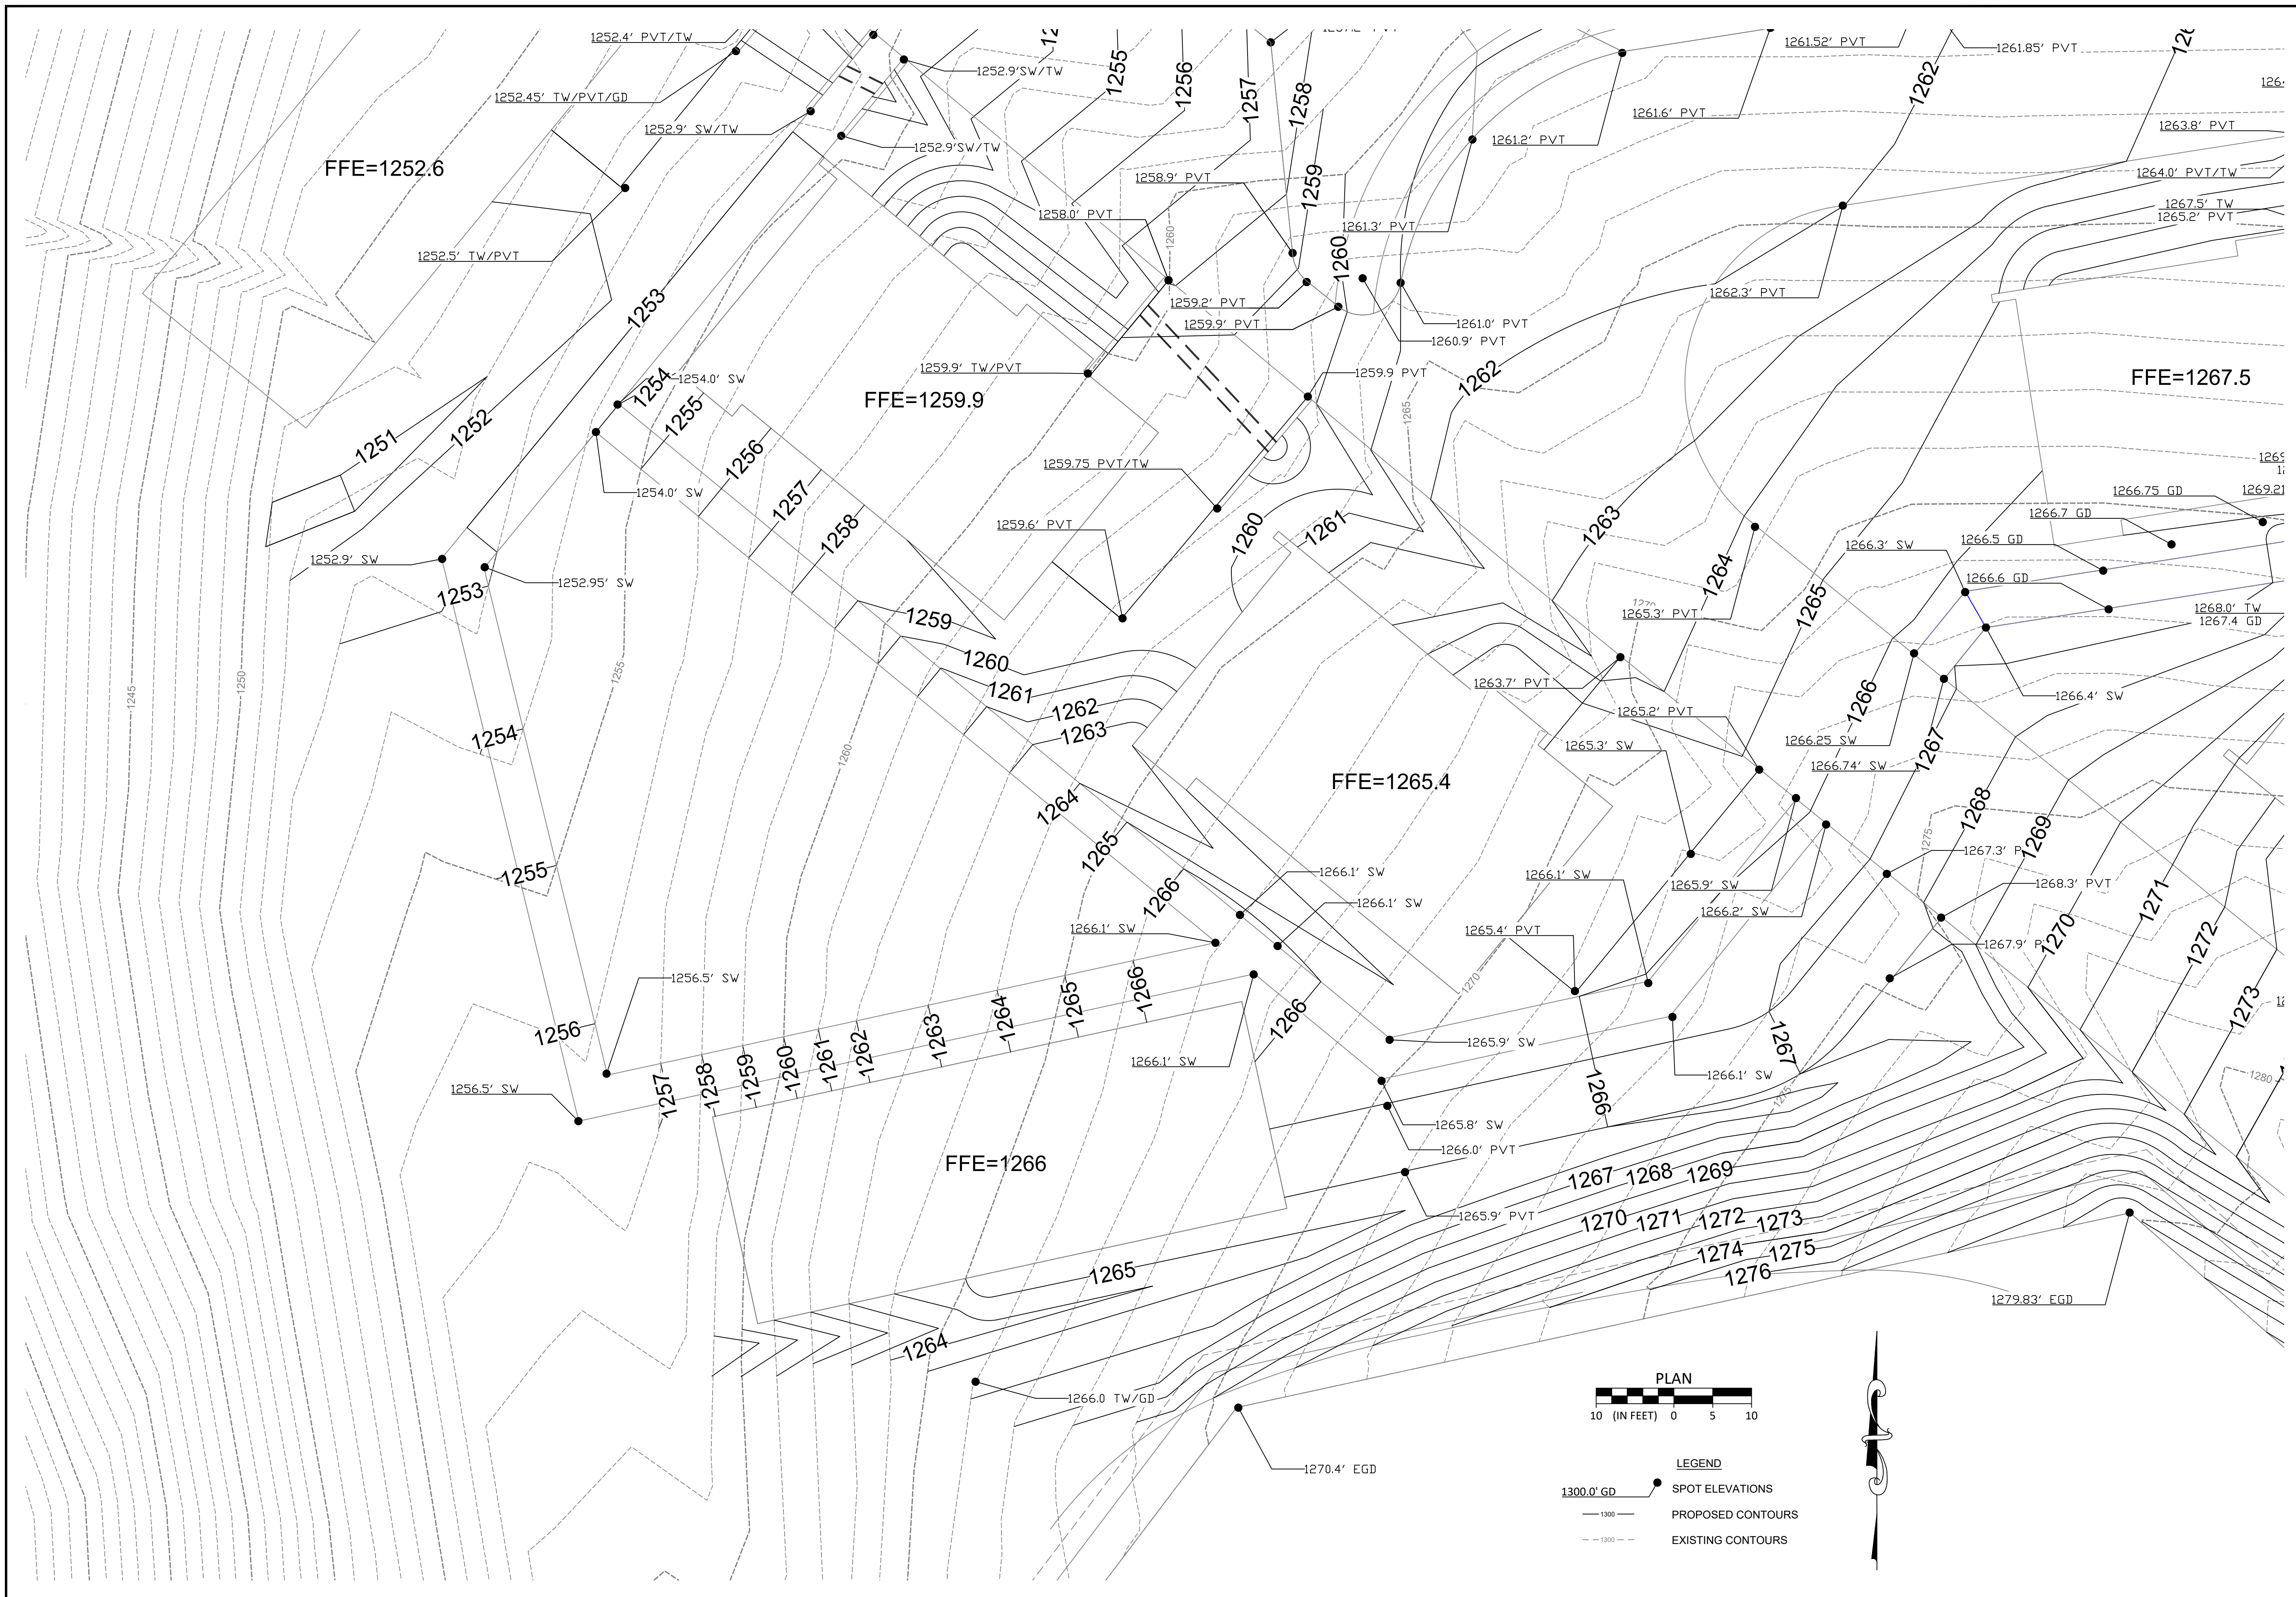 1252.4' PVT/TW
1261.52' PVT
1261.85' PVT
1252.9'SW/TW
1255
1256
1257
1258
1262
1252.45' TW/PVT/GD
1261.6' PVT
1252.9' SW/TW
1263.8' PVT
1261.2' PVT
1252.9'SW/TW
FFE=1252.6
1258.9' PVT
1259
1264.0' PVT/TW
1267.5' TW
1265.2' PVT
1258.0' PVT
1261.3' PVT
1260
1260
1252.5' TW/PVT
1262.3' PVT
1253
1259.2' PVT
1259.9' PVT
1261.0' PVT
1260.9' PVT
1259.9' TW/PVT
1259.9 PVT
1262
FFE=1267.5
1254
1254.0' SW
FFE=1259.9
1265
1255
1251
1252
1256
1259.75 PVT/TW
1254.0' SW
1257
1266.75 GD
1269.21
1266.7 GD
1258
1259.6' PVT
1260
1261
1263
1266.5 GD
1266.3' SW
1252.9' SW
1252.95' SW
1264
1266.6 GD
1253
1265
1265.3' PVT
1268.0' TW
1267.4 GD
1259
1260
1255
1261
1263.7' PVT
1266.4' SW
1245
1250
1262
1265.2' PVT
1266
1254
1263
1265.3' SW
1266.25 SW
1267
1260
1266.74' SW
FFE=1265.4
1264
1268
1265
1275
1269
1267.3' P
1255
1266.1' SW
1266.1' SW
1265.9' SW
1268.3' PVT
1266
1266.1' SW
1266.2' SW
1271
1266.1' SW
1265.4' PVT
1270
1272
1267.9' P
1256.5' SW
1270
1273
1266
1265
1264
1266
1256
1263
1262
1261
1260
1259
1258
1257
1265.9' SW
1267
1266.1' SW
1256.5' SW
1266.1' SW
1266
1275
1280
1265.8' SW
1266.0' PVT
FFE=1266
1267
1268
1269
1265.9' PVT
1270
1271
1272
1273
1274
1275
1265
1276
1279.83' EGD
1264
1266.0 TW/GD
1270.4' EGD
PLAN
10 (IN FEET) 0 5 10
LEGEND
1300.0' GD SPOT ELEVATIONS
1300 PROPOSED CONTOURS
1300 EXISTING CONTOURS